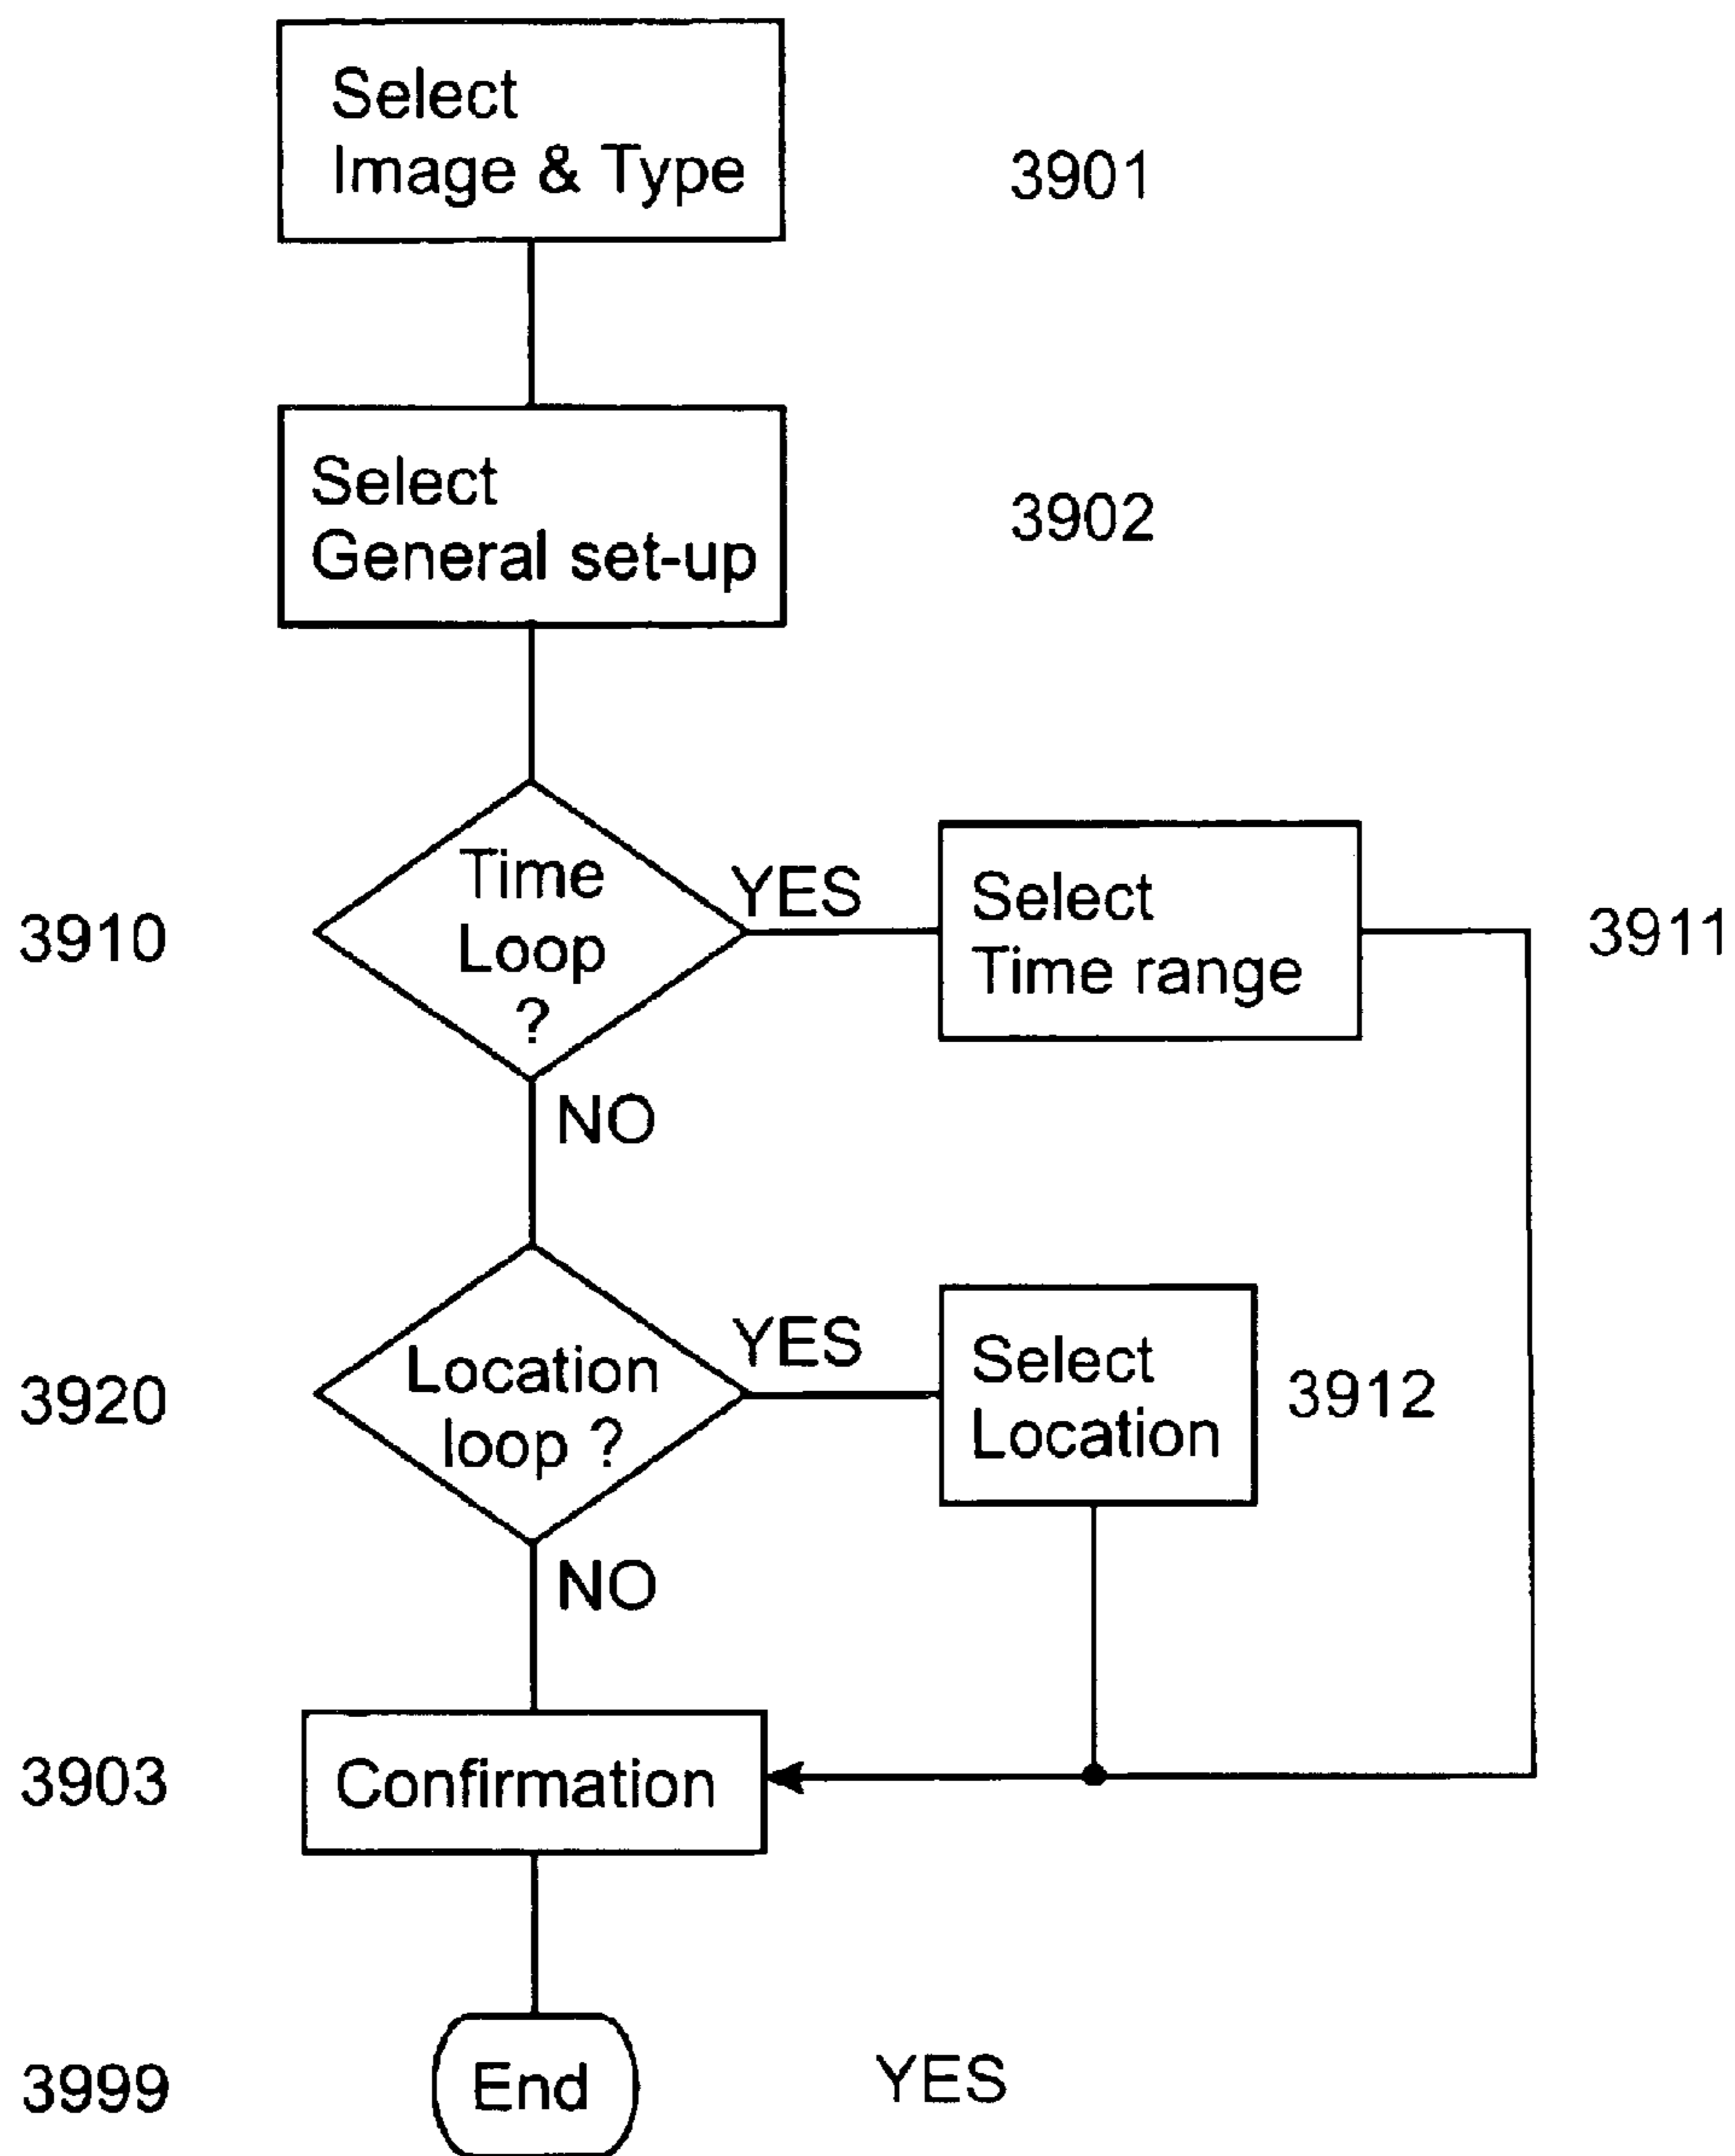 Select
Image & Type
3901
Select
General set-up
3902
3910
Time
Loop
?
YES
Select
Time range
3911
NO
3920
Location
loop ?
YES
Select
Location
3912
NO
3903
Confirmation
3999
End
YES